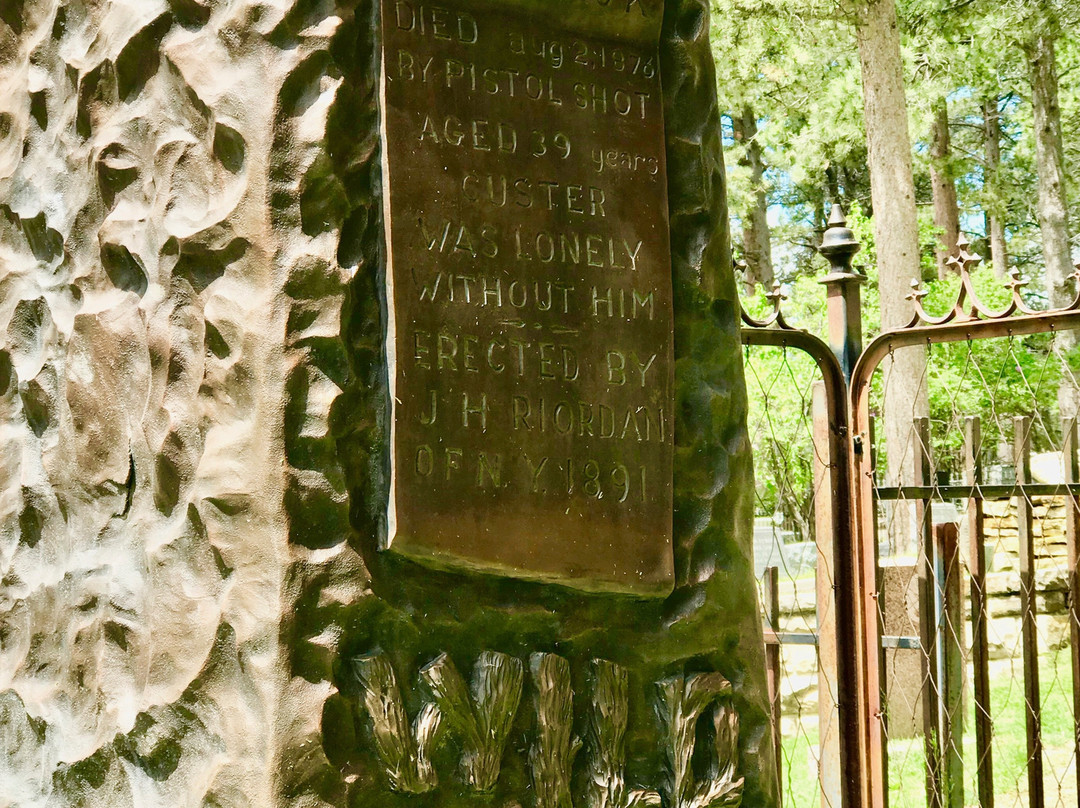 DIED aug 2, 1876
BY PISTOL SHOT
AGED 39 years
CUSTER
WAS LONELY
WITHOUT HIM
ERECTED BY
J H RIORDAN
OF N.Y. 1891
WILD